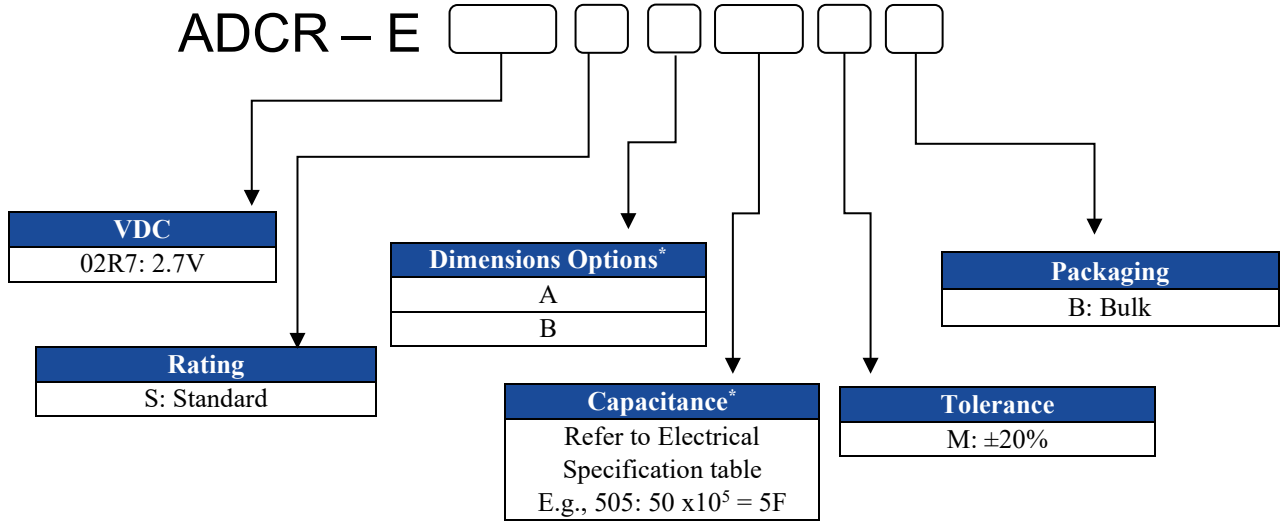 ADCR – E
VDC
02R7: 2.7V
Rating
S: Standard
Dimensions Options*
A
B
Capacitance*
Refer to Electrical
Specification table
E.g., 505: 50 x10⁵ = 5F
Tolerance
M: ±20%
Packaging
B: Bulk